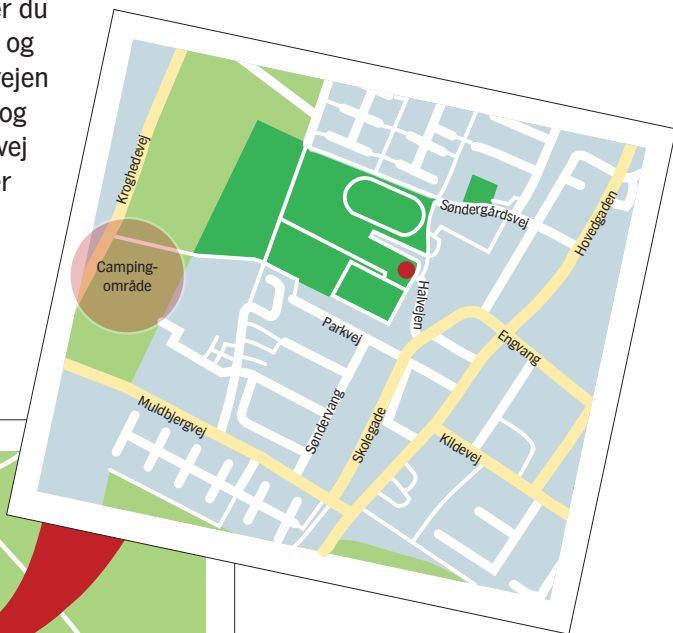 er du
og
vejen
og
vej
er
Kroghedevej
Camping-
område
Søndergårdsvej
Hovedgaden
Halvejen
Parkvej
Engvang
Muldbjergvej
Søndervang
Skolegade
Kildevej